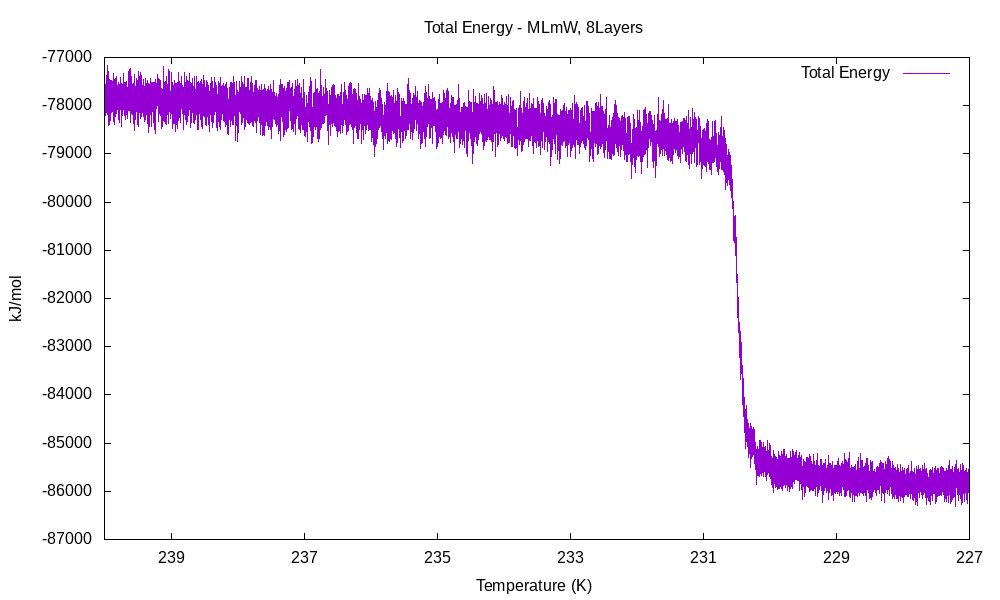 Total Energy - MLmW, 8Layers
Total Energy
kJ/mol
-77000
-78000
-79000
-80000
-81000
-82000
-83000
-84000
-85000
-86000
-87000
239 237 235 233 231 229 227
Temperature (K)